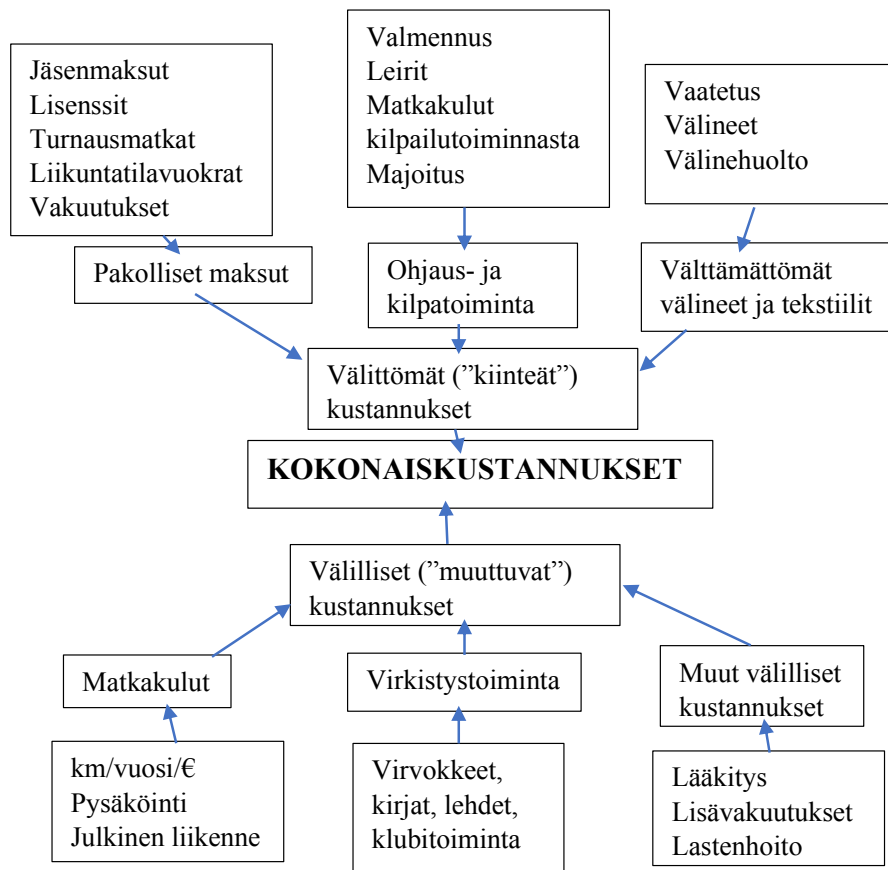 Jäsenmaksut
Lisenssit
Turnausmatkat
Liikuntatilavuokrat
Vakuutukset
Valmennus
Leirit
Matkakulut
kilpailutoiminnasta
Majoitus
Vaatetus
Välineet
Välinehuolto
Pakolliset maksut
Ohjaus- ja
kilpatoiminta
Välttämättömät
välineet ja tekstiilit
Välittömät (”kiinteät”)
kustannukset
KOKONAISKUSTANNUKSET
Välilliset (”muuttuvat”)
kustannukset
Matkakulut
Virkistystoiminta
Muut välilliset
kustannukset
km/vuosi/€
Pysäköinti
Julkinen liikenne
Virvokkeet,
kirjat, lehdet,
klubitoiminta
Lääkitys
Lisävakuutukset
Lastenhoito